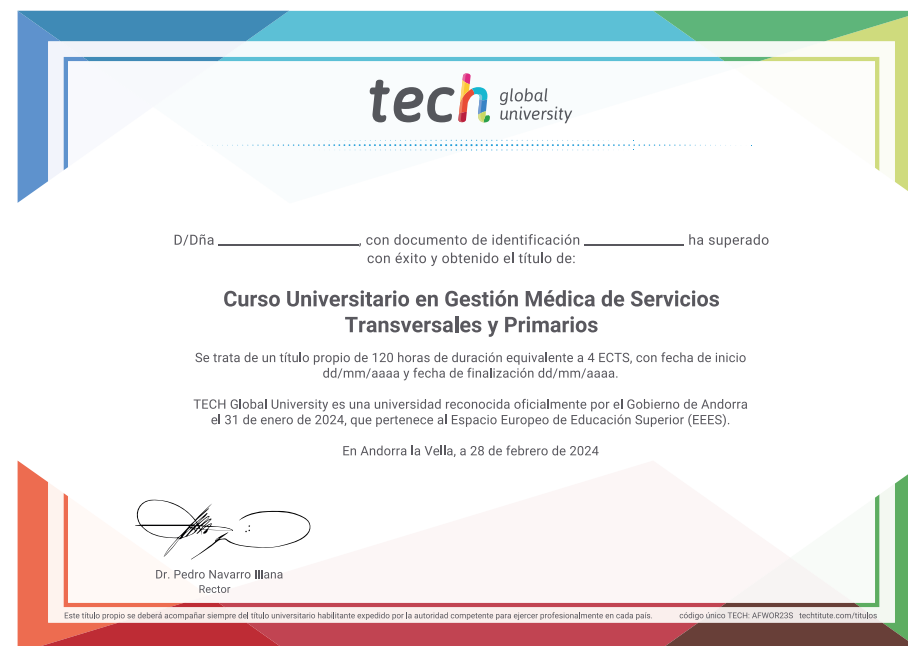 tech global
university
D/Dña ____________________, con documento de identificación ______________ ha superado
con éxito y obtenido el título de:
Curso Universitario en Gestión Médica de Servicios
Transversales y Primarios
Se trata de un título propio de 120 horas de duración equivalente a 4 ECTS, con fecha de inicio
dd/mm/aaaa y fecha de finalización dd/mm/aaaa.
TECH Global University es una universidad reconocida oficialmente por el Gobierno de Andorra
el 31 de enero de 2024, que pertenece al Espacio Europeo de Educación Superior (EEES).
En Andorra la Vella, a 28 de febrero de 2024
Dr. Pedro Navarro Illana
Rector
Este título propio se deberá acompañar siempre del título universitario habilitante expedido por la autoridad competente para ejercer profesionalmente en cada país. código único TECH: AFWOR23S techtitute.com/titulos